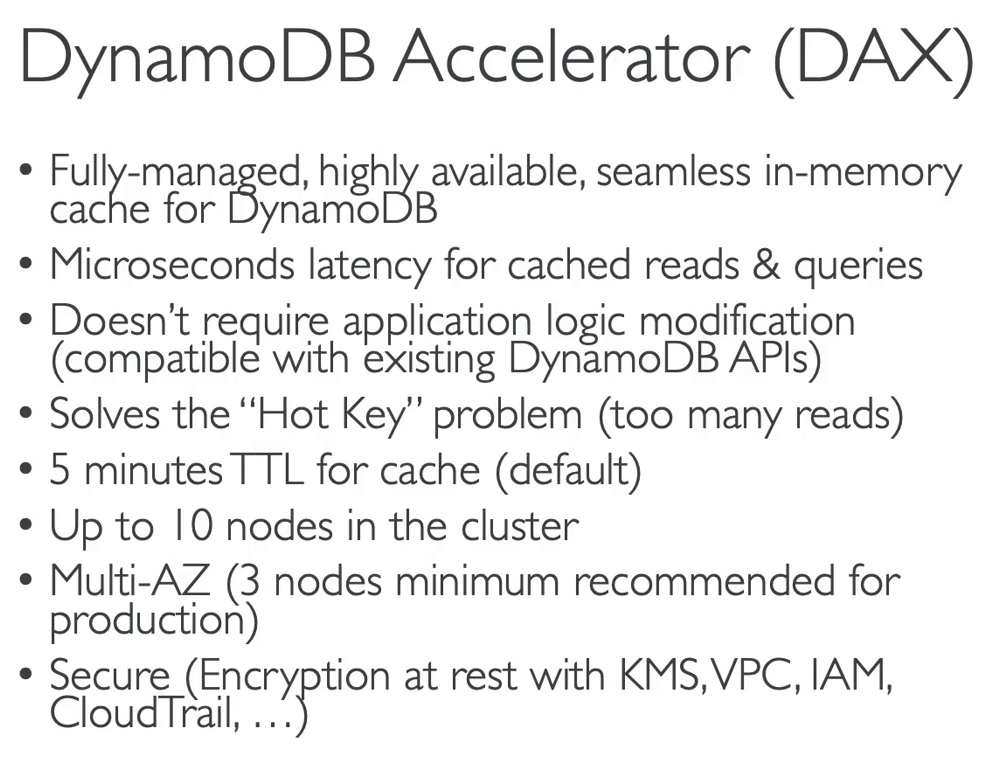 DynamoDB Accelerator (DAX)
• Fully-managed, highly available, seamless in-memory
cache for DynamoDB
• Microseconds latency for cached reads & queries
• Doesn’t require application logic modification
(compatible with existing DynamoDB APIs)
• Solves the “Hot Key” problem (too many reads)
• 5 minutes TTL for cache (default)
• Up to 10 nodes in the cluster
• Multi-AZ (3 nodes minimum recommended for
production)
• Secure (Encryption at rest with KMS, VPC, IAM,
CloudTrail, …)